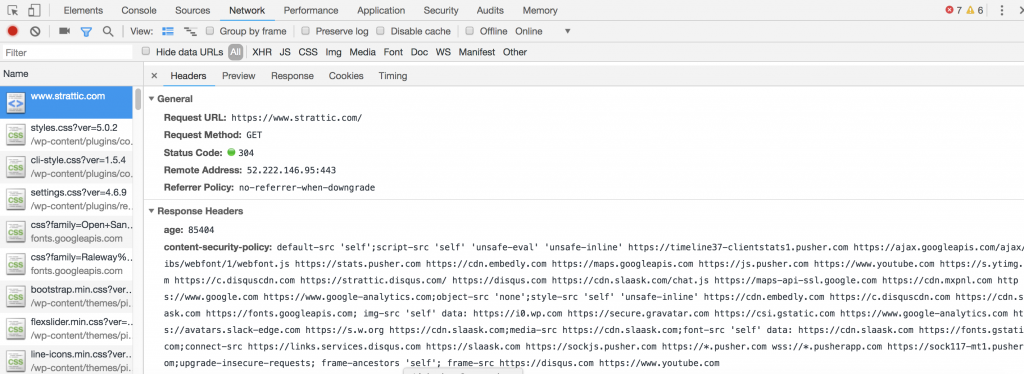 Elements Console Sources Network Performance Application Security Audits Memory 7 6
View: Group by frame Preserve log Disable cache Offline Online
Filter Hide data URLs All XHR JS CSS Img Media Font Doc WS Manifest Other
Name
× Headers Preview Response Cookies Timing
www.strattic.com
styles.css?ver=5.0.2
/wp-content/plugins/co...
cli-style.css?ver=1.5.4
/wp-content/plugins/co...
settings.css?ver=4.6.9
/wp-content/plugins/re...
css?family=Open+San...
fonts.googleapis.com
css?family=Raleway%...
fonts.googleapis.com
bootstrap.min.css?ver...
/wp-content/themes/pi...
flexslider.min.css?ver=...
/wp-content/themes/pi...
line-icons.min.css?ver...
/wp-content/themes/pi...
General
Request URL: https://www.strattic.com/
Request Method: GET
Status Code: 304
Remote Address: 52.222.146.95:443
Referrer Policy: no-referrer-when-downgrade
Response Headers
age: 85404
content-security-policy: default-src 'self';script-src 'self' 'unsafe-eval' 'unsafe-inline' https://timeline37-clientstats1.pusher.com https://ajax.googleapis.com/ajax/
ibs/webfont/1/webfont.js https://stats.pusher.com https://cdn.embedly.com https://maps.googleapis.com https://js.pusher.com https://www.youtube.com https://s.ytimg.
m https://c.disquscdn.com https://strattic.disqus.com/ https://disqus.com https://cdn.slaask.com/chat.js https://maps-api-ssl.google.com https://cdn.mxpnl.com http
s://www.google.com https://www.google-analytics.com;object-src 'none';style-src 'self' 'unsafe-inline' https://cdn.embedly.com https://c.disquscdn.com https://cdn.s
ask.com https://fonts.googleapis.com; img-src 'self' data: https://i0.wp.com https://secure.gravatar.com https://csi.gstatic.com https://www.google-analytics.com ht
s://avatars.slack-edge.com https://s.w.org https://cdn.slaask.com;media-src https://cdn.slaask.com;font-src 'self' data: https://cdn.slaask.com https://fonts.gstati
com;connect-src https://links.services.disqus.com https://slaask.com https://sockjs.pusher.com https://*.pusher.com wss://*.pusherapp.com https://sock117-mt1.pusher
om;upgrade-insecure-requests; frame-ancestors 'self'; frame-src https://disqus.com https://www.youtube.com